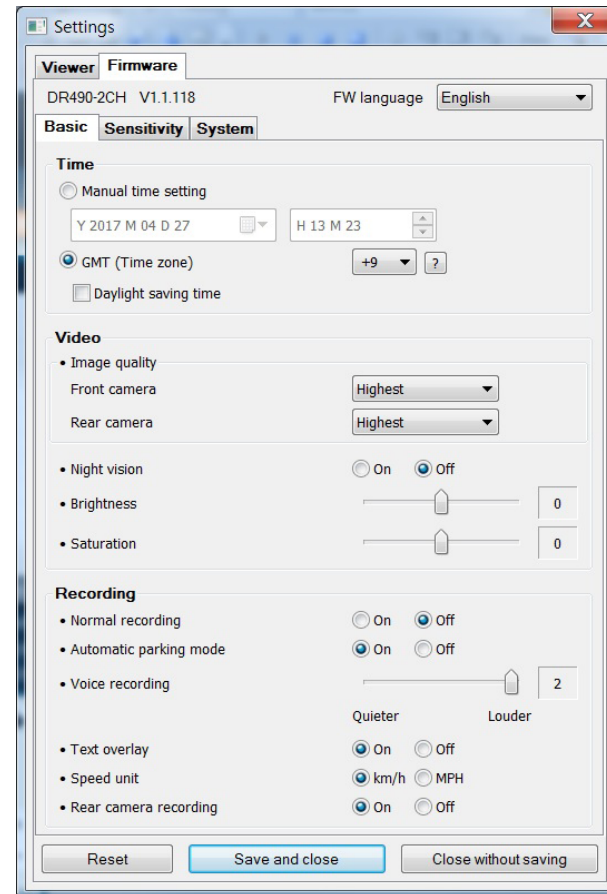 Settings
X
Viewer Firmware
DR490-2CH V1.1.118 FW language English
Basic Sensitivity System
Time
Manual time setting
Y 2017 M 04 D 27 H 13 M 23
GMT (Time zone) +9 ?
Daylight saving time
Video
• Image quality
Front camera Highest
Rear camera Highest
• Night vision On Off
• Brightness 0
• Saturation 0
Recording
• Normal recording On Off
• Automatic parking mode On Off
• Voice recording 2
Quieter Louder
• Text overlay On Off
• Speed unit km/h MPH
• Rear camera recording On Off
Reset Save and close Close without saving